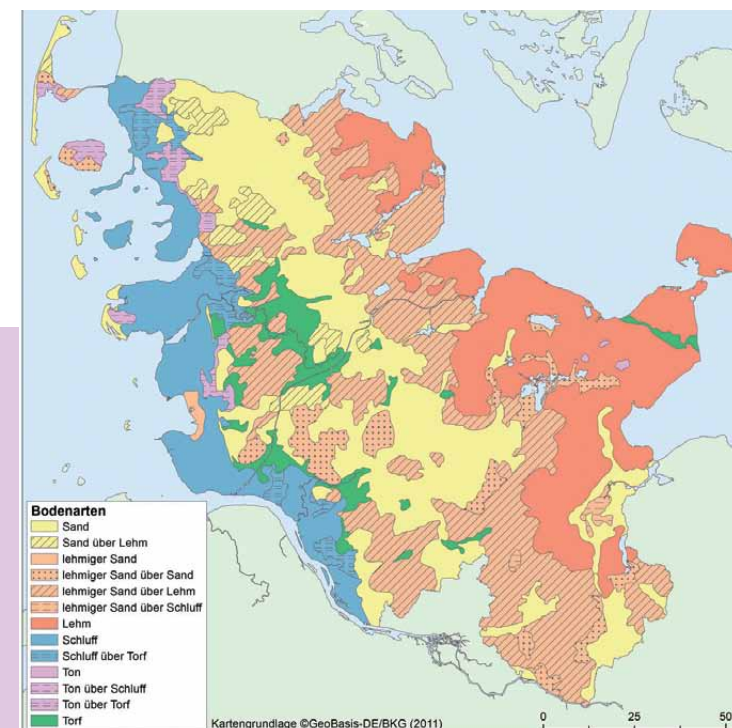 Bodenarten
Sand
Sand über Lehm
lehmiger Sand
lehmiger Sand über Sand
lehmiger Sand über Lehm
lehmiger Sand über Schluff
Lehm
Schluff
Schluff über Torf
Ton
Ton über Schluff
Ton über Torf
Torf
Kartengrundlage ©GeoBasis-DE/BKG (2011)
0 25 50